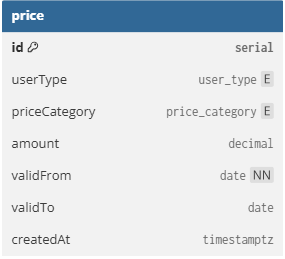 price
id serial
userType user_type E
priceCategory price_category E
amount decimal
validFrom date NN
validTo date
createdAt timestamptz